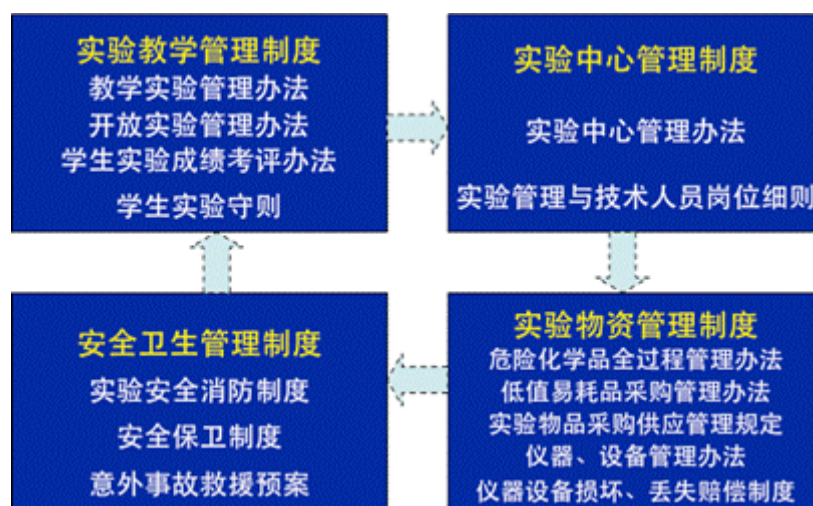 实验教学管理制度
教学实验管理办法
开放实验管理办法
学生实验成绩考评办法
学生实验守则
实验中心管理制度
实验中心管理办法
实验管理与技术人员岗位细则
安全卫生管理制度
实验安全消防制度
安全保卫制度
意外事故救援预案
实验物资管理制度
危险化学品全过程管理办法
低值易耗品采购管理办法
实验物品采购供应管理规定
仪器、设备管理办法
仪器设备损坏、丢失赔偿制度